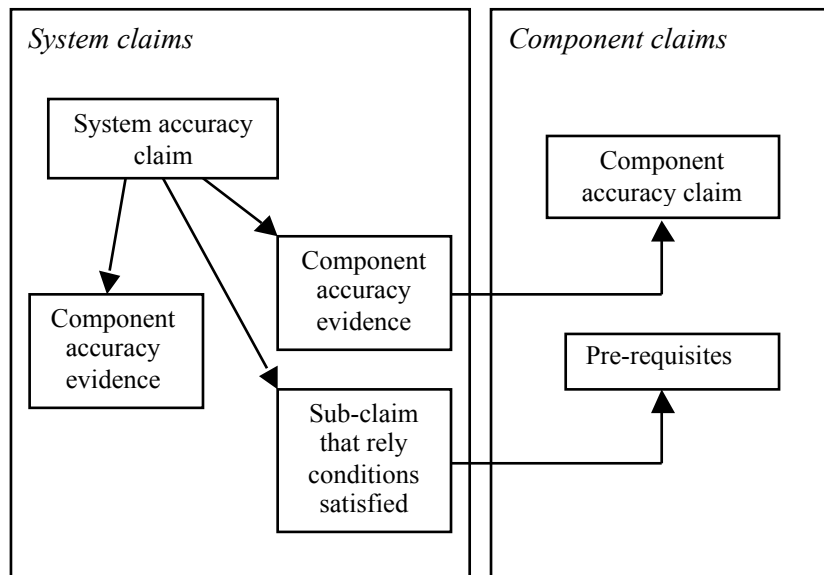 System claims
System accuracy
claim
Component
accuracy
evidence
Component
accuracy
evidence
Sub-claim
that rely
conditions
satisfied
Component claims
Component
accuracy claim
Pre-requisites